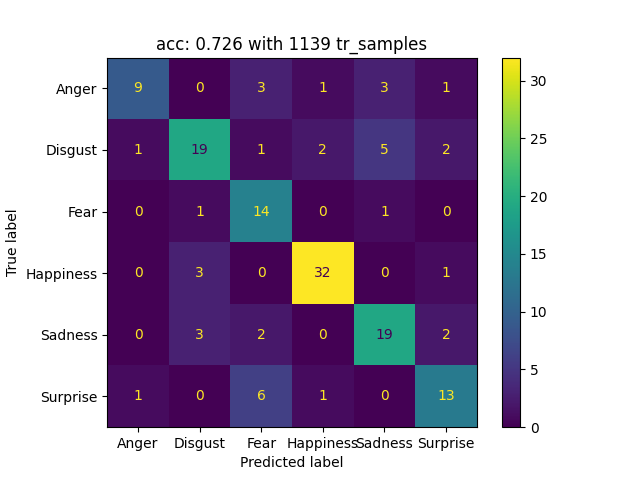 acc: 0.726 with 1139 tr_samples
True label
Anger 9 0 3 1 3 1
Disgust 1 19 1 2 5 2
Fear 0 1 14 0 1 0
Happiness 0 3 0 32 0 1
Sadness 0 3 2 0 19 2
Surprise 1 0 6 1 0 13
Anger Disgust Fear Happiness Sadness Surprise
Predicted label
30
25
20
15
10
5
0